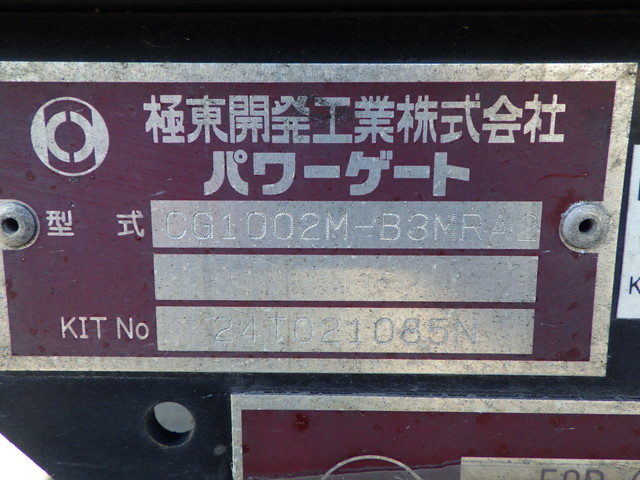 極東開発工業株式会社
パワーゲート
型 式 CG1002M-B3MRA2
KIT No 24T021085N